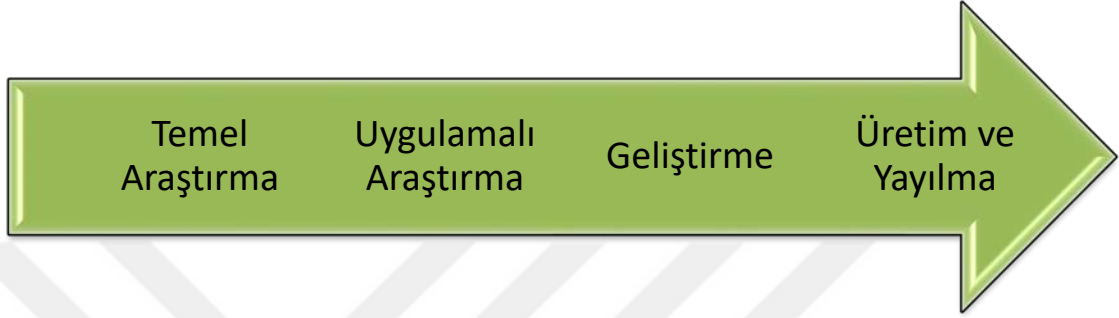 Temel
Araştırma
Uygulamalı
Araştırma
Geliştirme
Üretim ve
Yayılma